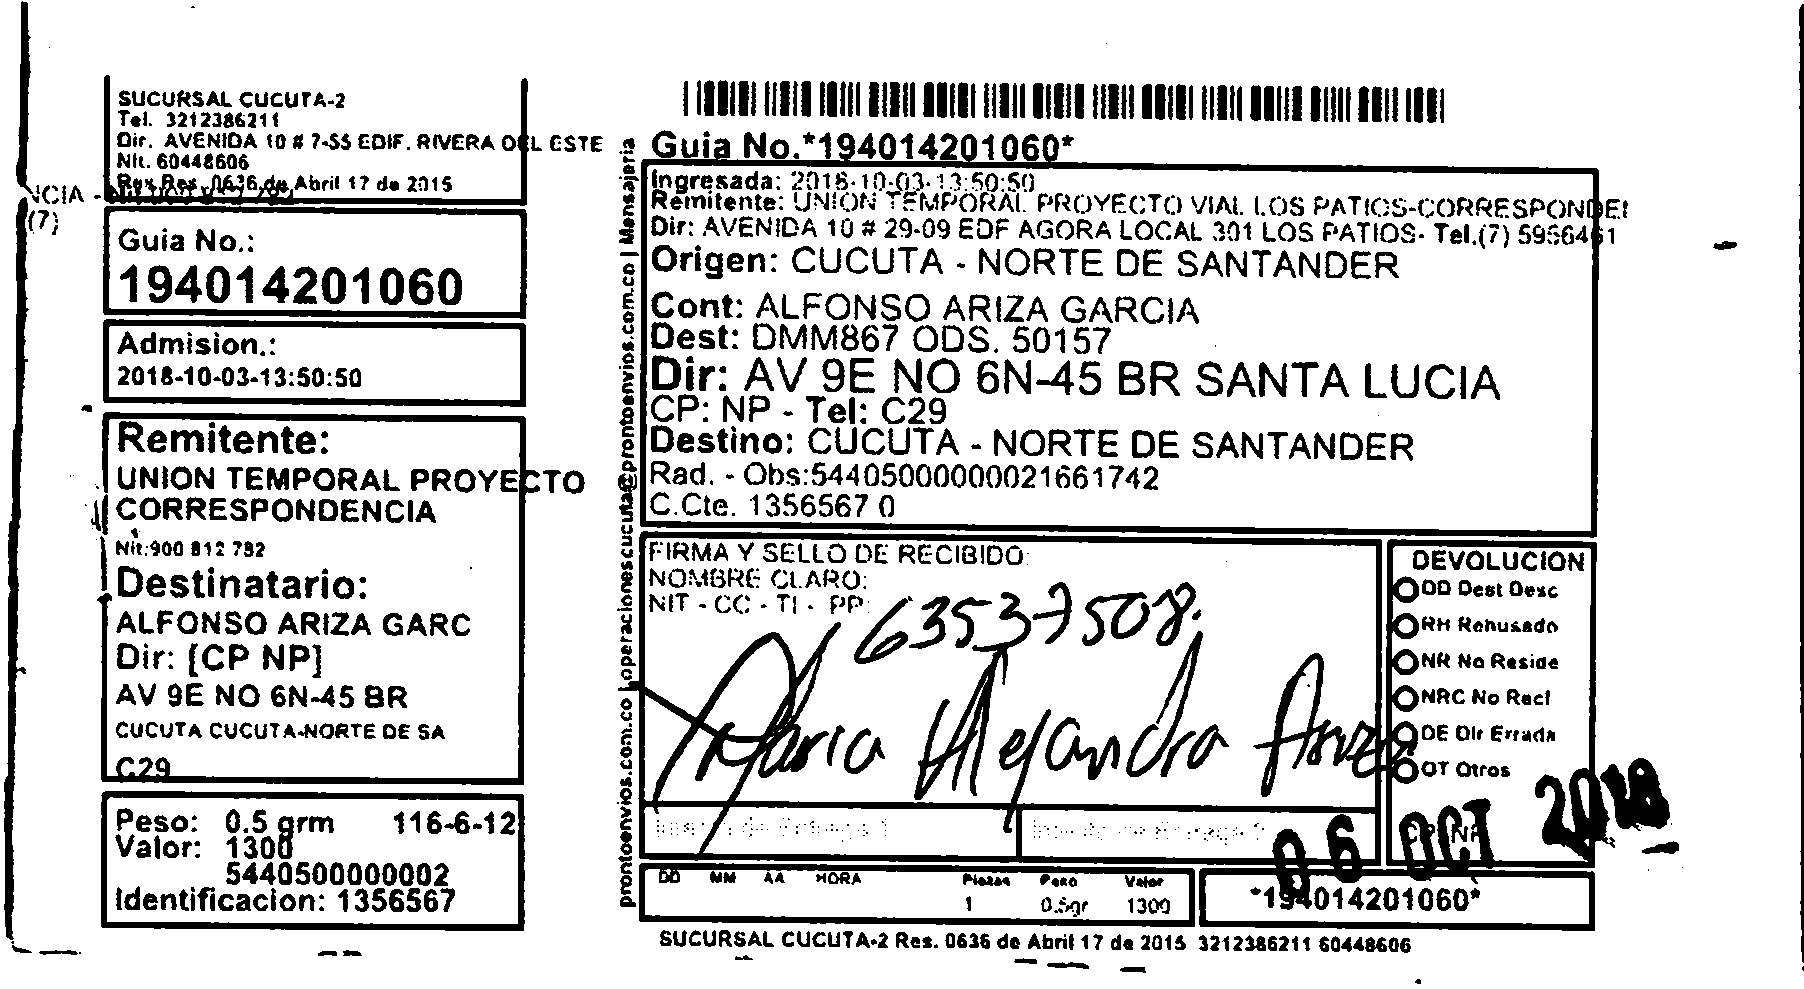 SUCURSAL CUCUTA-2
Tel. 3212386211
Dir. AVENIDA 10 # 7-55 EDIF. RIVERA DEL ESTE
Nit. 60448606
Res. 0636 de Abril 17 de 2015
NCIA -
(7)
Guia No.:
194014201060
Admision.:
2018-10-03-13:50:50
Remitente:
UNION TEMPORAL PROYECTO
CORRESPONDENCIA
Nit:900 812 782
Destinatario:
ALFONSO ARIZA GARC
Dir: [CP NP]
AV 9E NO 6N-45 BR
CUCUTA CUCUTA-NORTE DE SA
C29
Peso: 0.5 grm 116-6-12
Valor: 1300
5440500000002
Identificacion: 1356567
prontoenvios.com.co | operacionescucuta@prontoenvios.com.co | Mensajeria
Guia No.*194014201060*
Ingresada: 2018-10-03-13:50:50
Remitente: UNION TEMPORAL PROYECTO VIAL LOS PATIOS-CORRESPONDEN
Dir: AVENIDA 10 # 29-09 EDF AGORA LOCAL 301 LOS PATIOS- Tel.(7) 5956461
Origen: CUCUTA - NORTE DE SANTANDER
Cont: ALFONSO ARIZA GARCIA
Dest: DMM867 ODS. 50157
Dir: AV 9E NO 6N-45 BR SANTA LUCIA
CP: NP - Tel: C29
Destino: CUCUTA - NORTE DE SANTANDER
Rad. - Obs:54405000000021661742
C.Cte. 1356567 0
FIRMA Y SELLO DE RECIBIDO:
NOMBRE CLARO:
NIT - CC - TI - PP:
63537508.
Maria Alejandra Ariza
DEVOLUCION
DD Dest Desc
RH Rehusado
NR No Reside
NRC No Recl
DE Dir Errada
OT Otros
06 OCT 2018
DD MM AA HORA Piezas Peso Valor
1 0.5gr 1300
*194014201060*
SUCURSAL CUCUTA-2 Res. 0636 de Abril 17 de 2015 3212386211 60448606